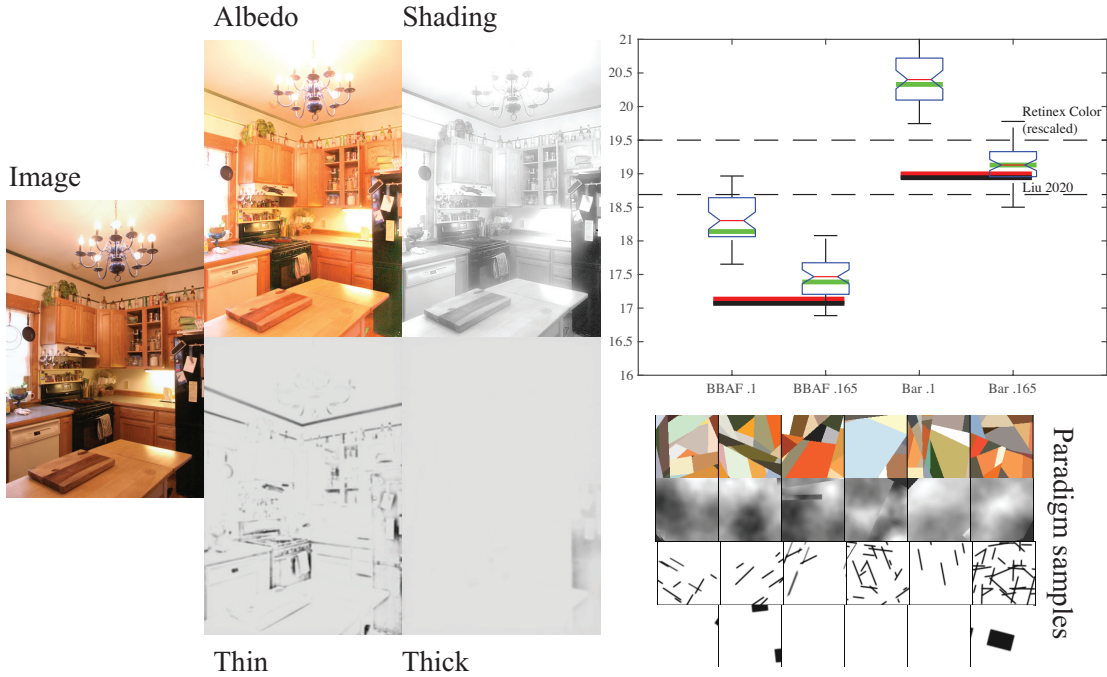 Albedo
Shading
Image
Thin
Thick
21
20.5
20
19.5
19
18.5
18
17.5
17
16.5
16
Retinex Color
(rescaled)
Liu 2020
BBAF .1
BBAF .165
Bar .1
Bar .165
Paradigm samples